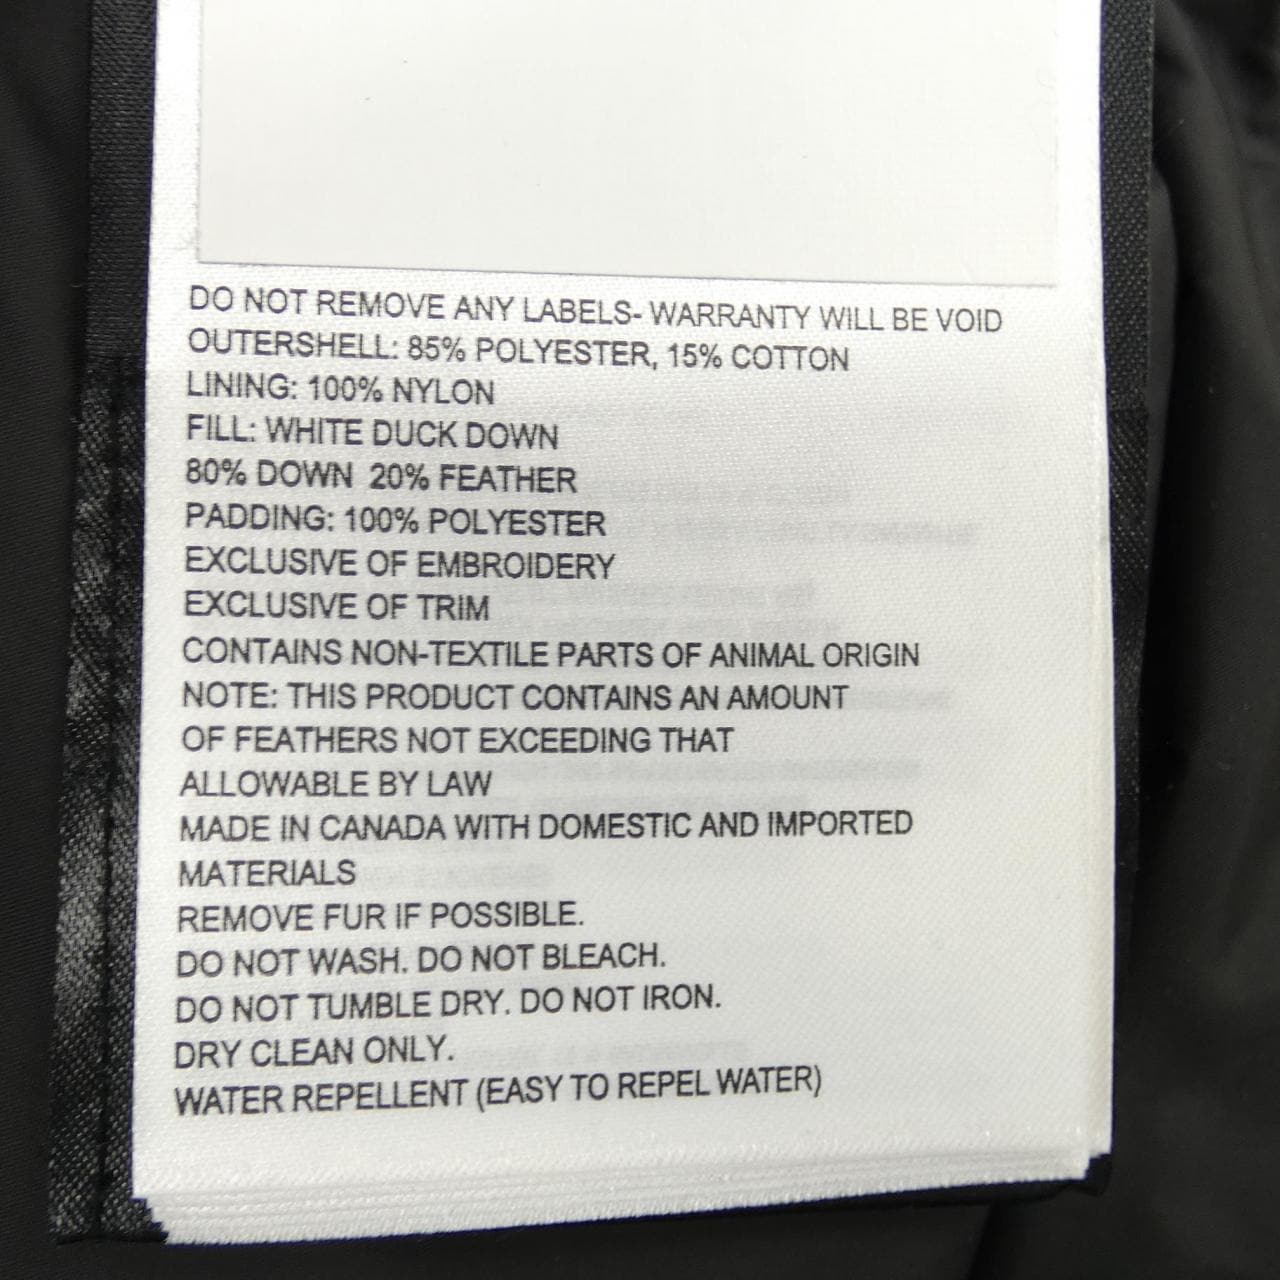 DO NOT REMOVE ANY LABELS- WARRANTY WILL BE VOID
OUTERSHELL: 85% POLYESTER, 15% COTTON
LINING: 100% NYLON
FILL: WHITE DUCK DOWN
80% DOWN  20% FEATHER
PADDING: 100% POLYESTER
EXCLUSIVE OF EMBROIDERY
EXCLUSIVE OF TRIM
CONTAINS NON-TEXTILE PARTS OF ANIMAL ORIGIN
NOTE: THIS PRODUCT CONTAINS AN AMOUNT
OF FEATHERS NOT EXCEEDING THAT
ALLOWABLE BY LAW
MADE IN CANADA WITH DOMESTIC AND IMPORTED
MATERIALS
REMOVE FUR IF POSSIBLE.
DO NOT WASH. DO NOT BLEACH.
DO NOT TUMBLE DRY. DO NOT IRON.
DRY CLEAN ONLY.
WATER REPELLENT (EASY TO REPEL WATER)